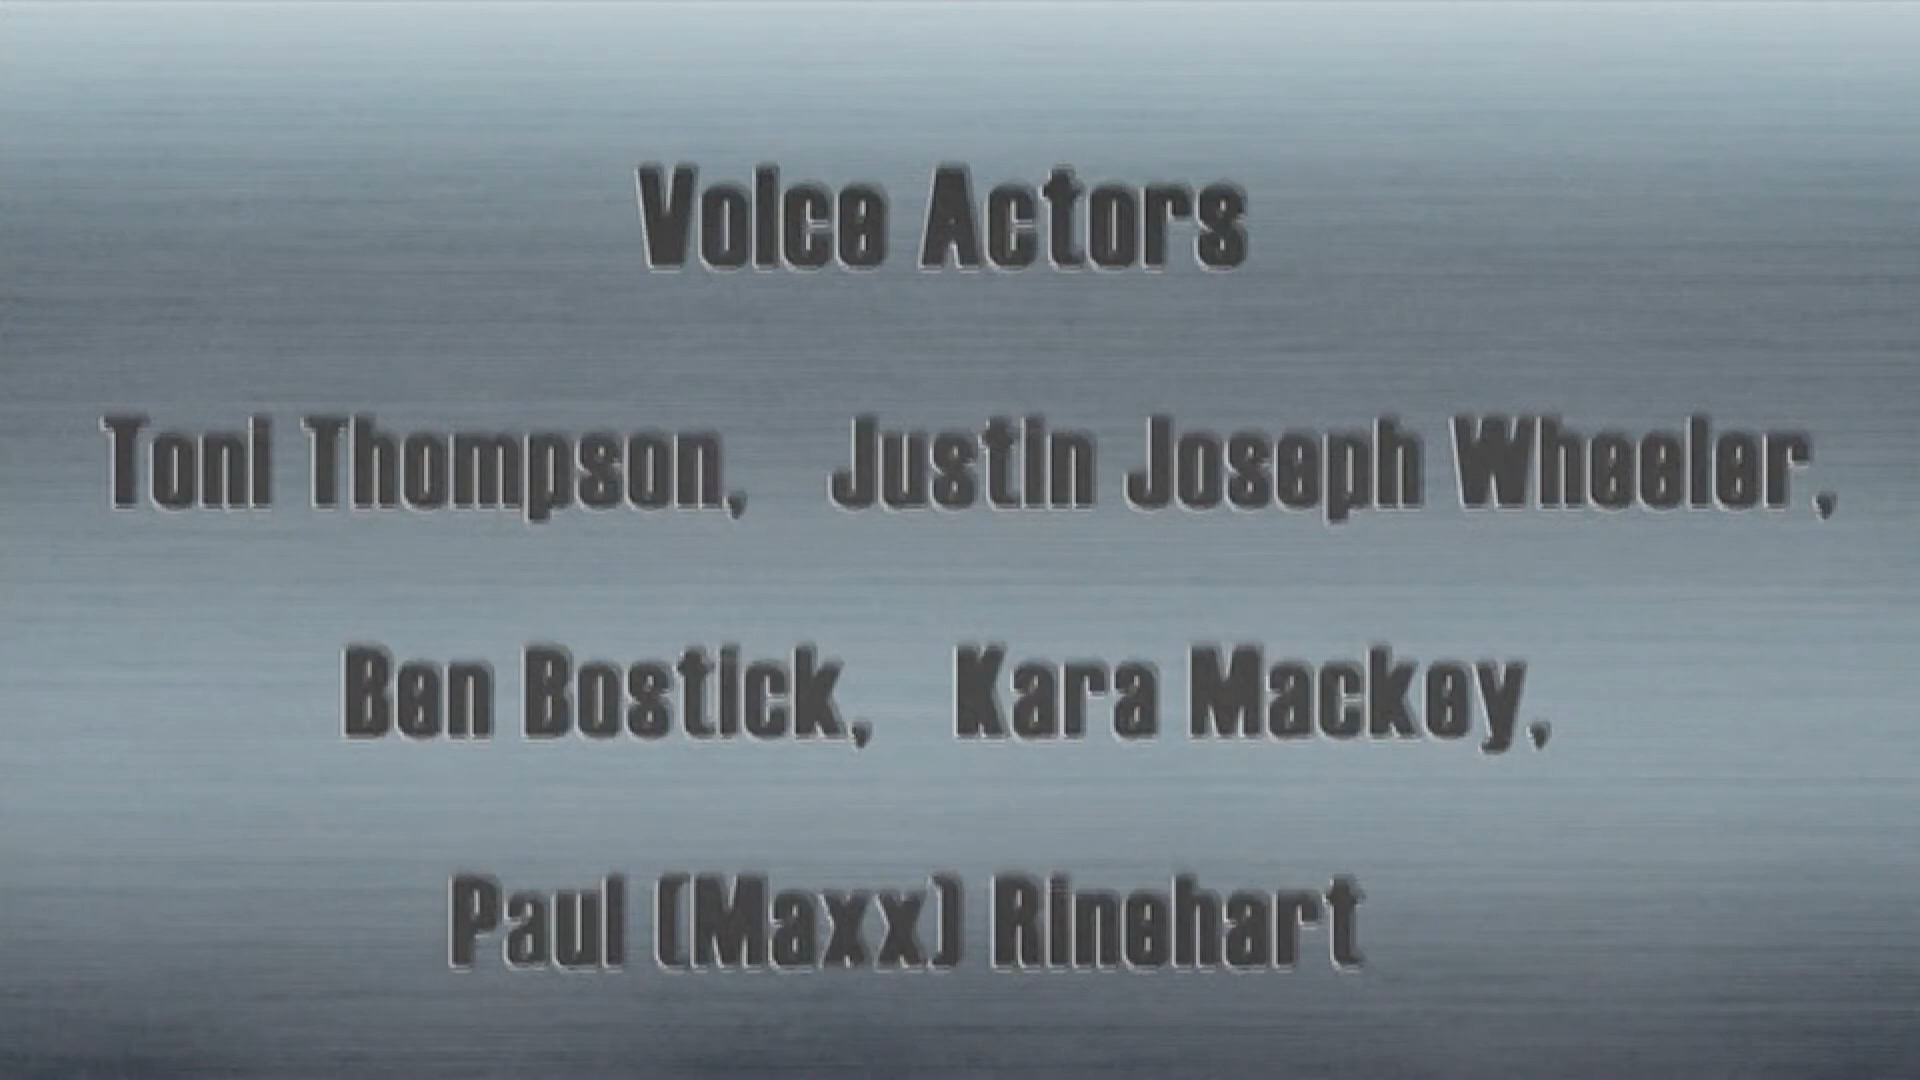 Voice Actors
Toni Thompson, Justin Joseph Wheeler,
Ben Bostick, Kara Mackey,
Paul (Maxx) Rinehart